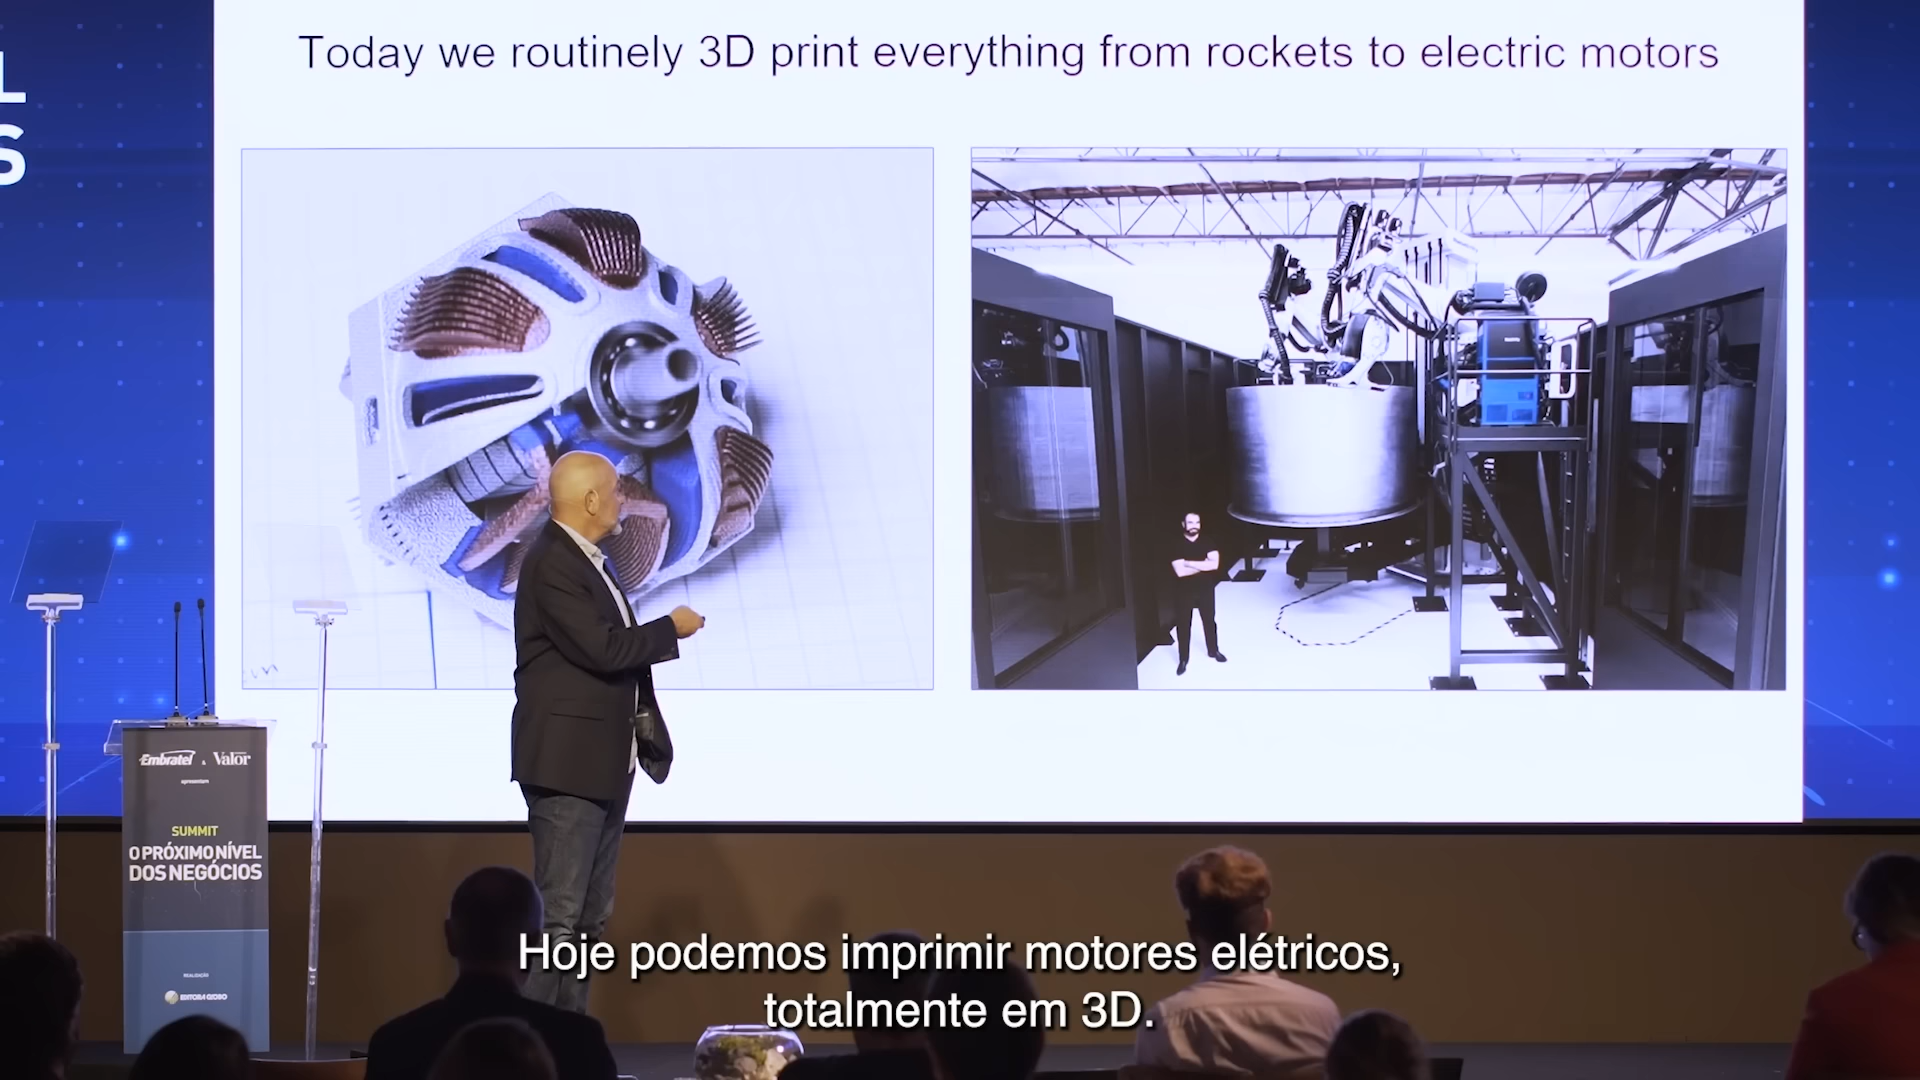 L
S
Today we routinely 3D print everything from rockets to electric motors
Embratel & Valor
apresentam
SUMMIT
O PRÓXIMO NÍVEL
DOS NEGÓCIOS
REALIZAÇÃO
EDITORA GLOBO
Hoje podemos imprimir motores elétricos,
totalmente em 3D.